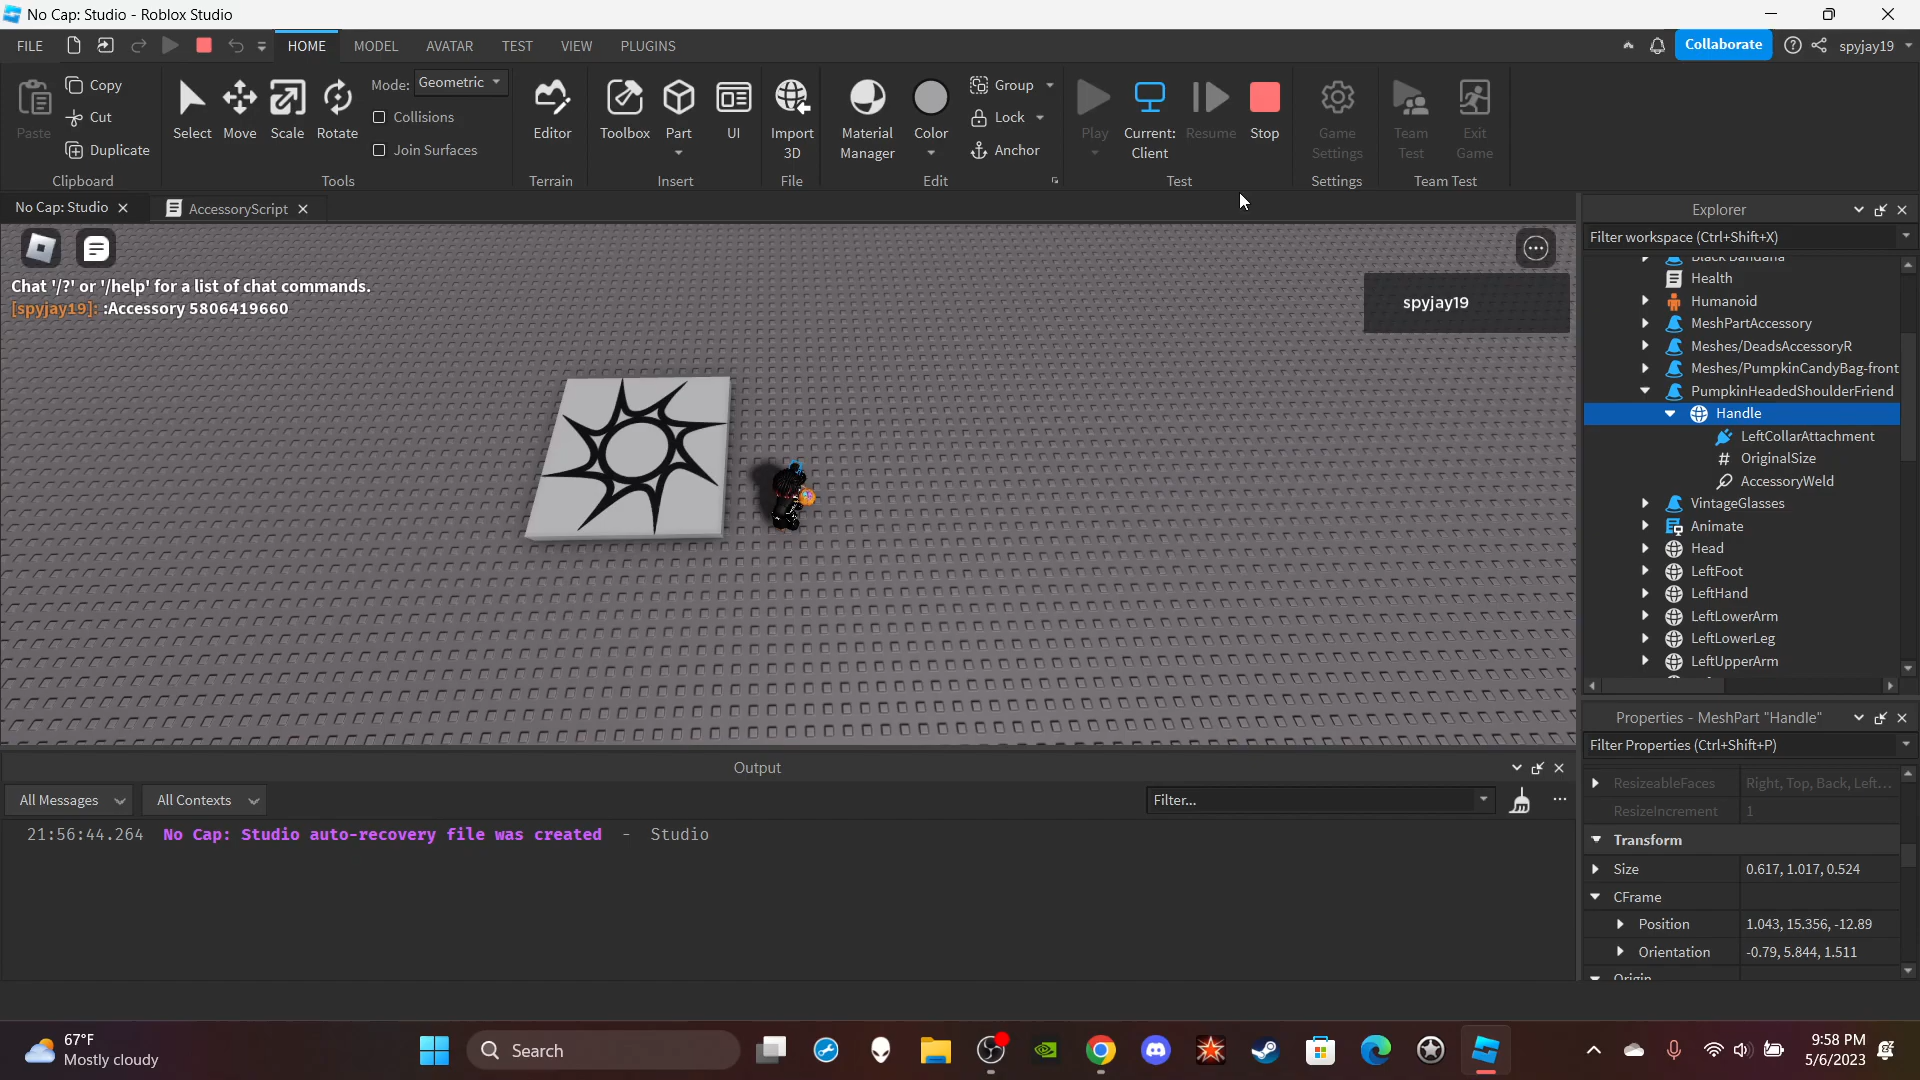 No Cap: Studio - Roblox Studio
FILE HOME MODEL AVATAR TEST VIEW PLUGINS Collaborate spyjay19
Paste Copy Cut Duplicate
Clipboard
Select Move Scale Rotate
Mode: Geometric
Collisions
Join Surfaces
Tools
Editor
Terrain
Toolbox Part UI
Insert
Import 3D
File
Material Manager
Color
Group
Lock
Anchor
Edit
Play
Current: Client
Resume
Stop
Test
Game Settings
Settings
Team Test
Exit Game
Team Test
No Cap: Studio
AccessoryScript
Chat '/?' or '/help' for a list of chat commands.
[spyjay19]: :Accessory 5806419660
spyjay19
Explorer
Filter workspace (Ctrl+Shift+X)
Black Bandana
Health
Humanoid
MeshPartAccessory
Meshes/DeadsAccessoryR
Meshes/PumpkinCandyBag-front
PumpkinHeadedShoulderFriend
Handle
LeftCollarAttachment
OriginalSize
AccessoryWeld
VintageGlasses
Animate
Head
LeftFoot
LeftHand
LeftLowerArm
LeftLowerLeg
LeftUpperArm
Properties - MeshPart "Handle"
Filter Properties (Ctrl+Shift+P)
ResizeableFaces Right, Top, Back, Left...
ResizeIncrement 1
Transform
Size 0.617, 1.017, 0.524
CFrame
Position 1.043, 15.356, -12.89
Orientation -0.79, 5.844, 1.511
Origin
Output
All Messages All Contexts Filter...
21:56:44.264 No Cap: Studio auto-recovery file was created - Studio
67°F
Mostly cloudy
Search
9:58 PM
5/6/2023